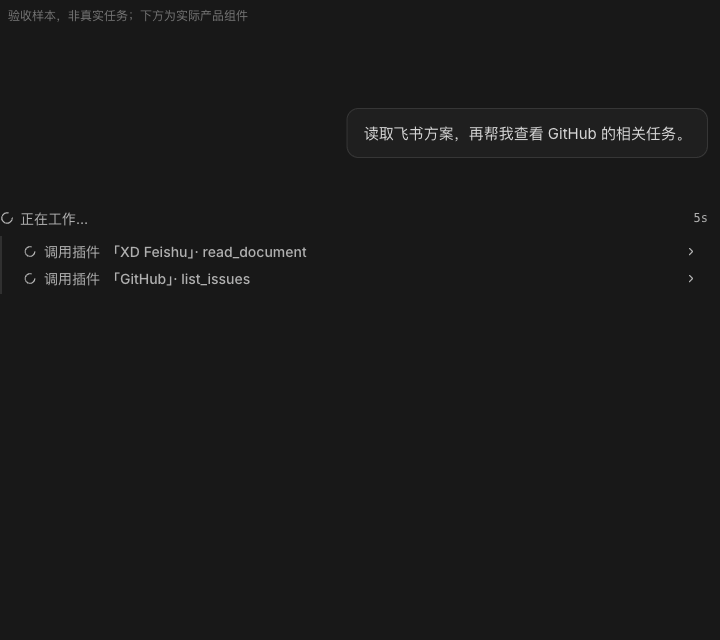 验收样本，非真实任务；下方为实际产品组件
读取飞书方案，再帮我查看 GitHub 的相关任务。
正在工作... 5s
调用插件 「XD Feishu」· read_document
调用插件 「GitHub」· list_issues